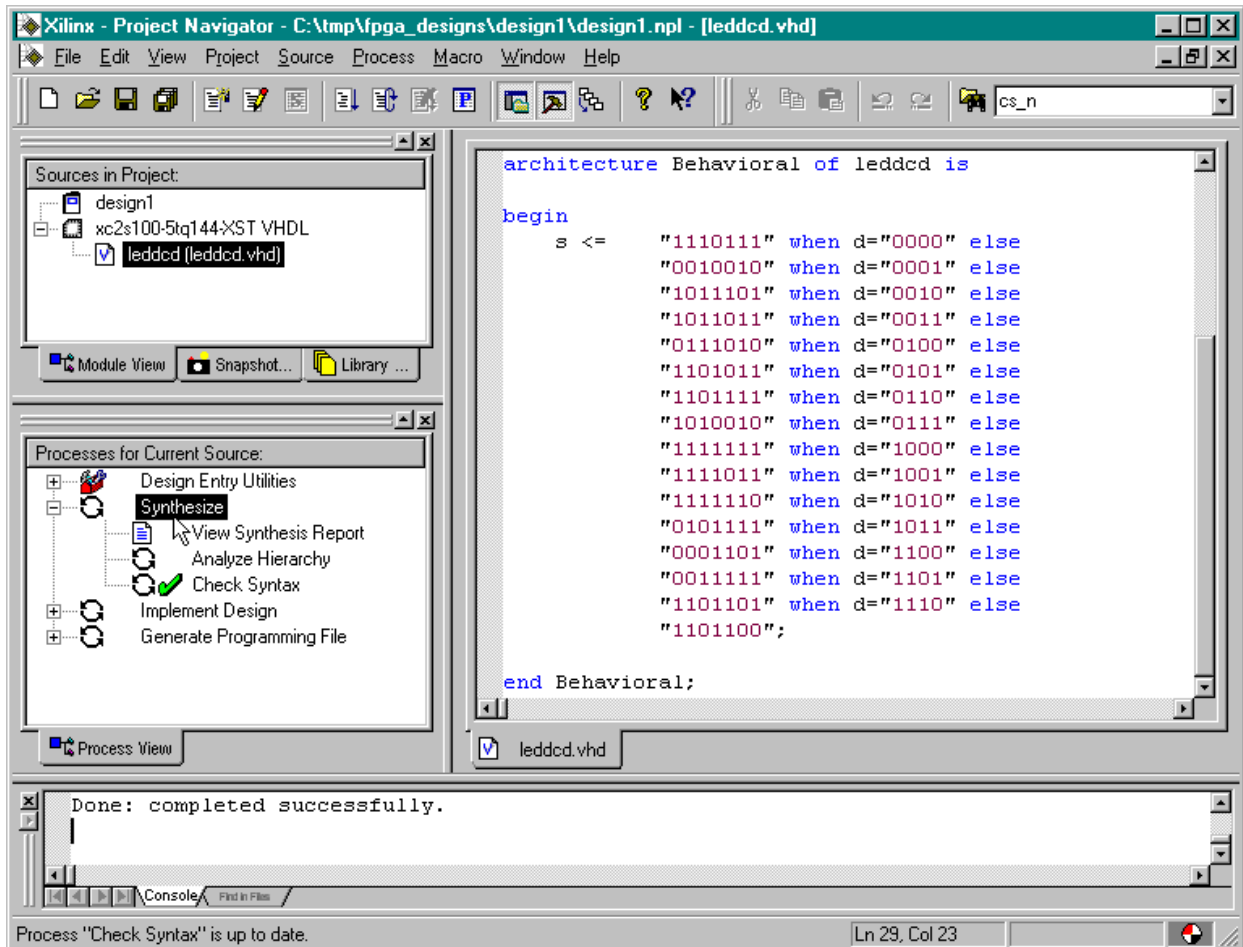 Xilinx - Project Navigator - C:\tmp\fpga_designs\design1\design1.npl - [leddcd.vhd]
File Edit View Project Source Process Macro Window Help
cs_n
Sources in Project:
design1
xc2s100-5tq144-XST VHDL
leddcd (leddcd.vhd)
Module View Snapshot... Library ...
Processes for Current Source:
Design Entry Utilities
Synthesize
View Synthesis Report
Analyze Hierarchy
Check Syntax
Implement Design
Generate Programming File
Process View
architecture Behavioral of leddcd is
begin
s <= "1110111" when d="0000" else
"0010010" when d="0001" else
"1011101" when d="0010" else
"1011011" when d="0011" else
"0111010" when d="0100" else
"1101011" when d="0101" else
"1101111" when d="0110" else
"1010010" when d="0111" else
"1111111" when d="1000" else
"1111011" when d="1001" else
"1111110" when d="1010" else
"0101111" when d="1011" else
"0001101" when d="1100" else
"0011111" when d="1101" else
"1101101" when d="1110" else
"1101100";
end Behavioral;
leddcd.vhd
Done: completed successfully.
Console Find in Files
Process "Check Syntax" is up to date.
Ln 29, Col 23